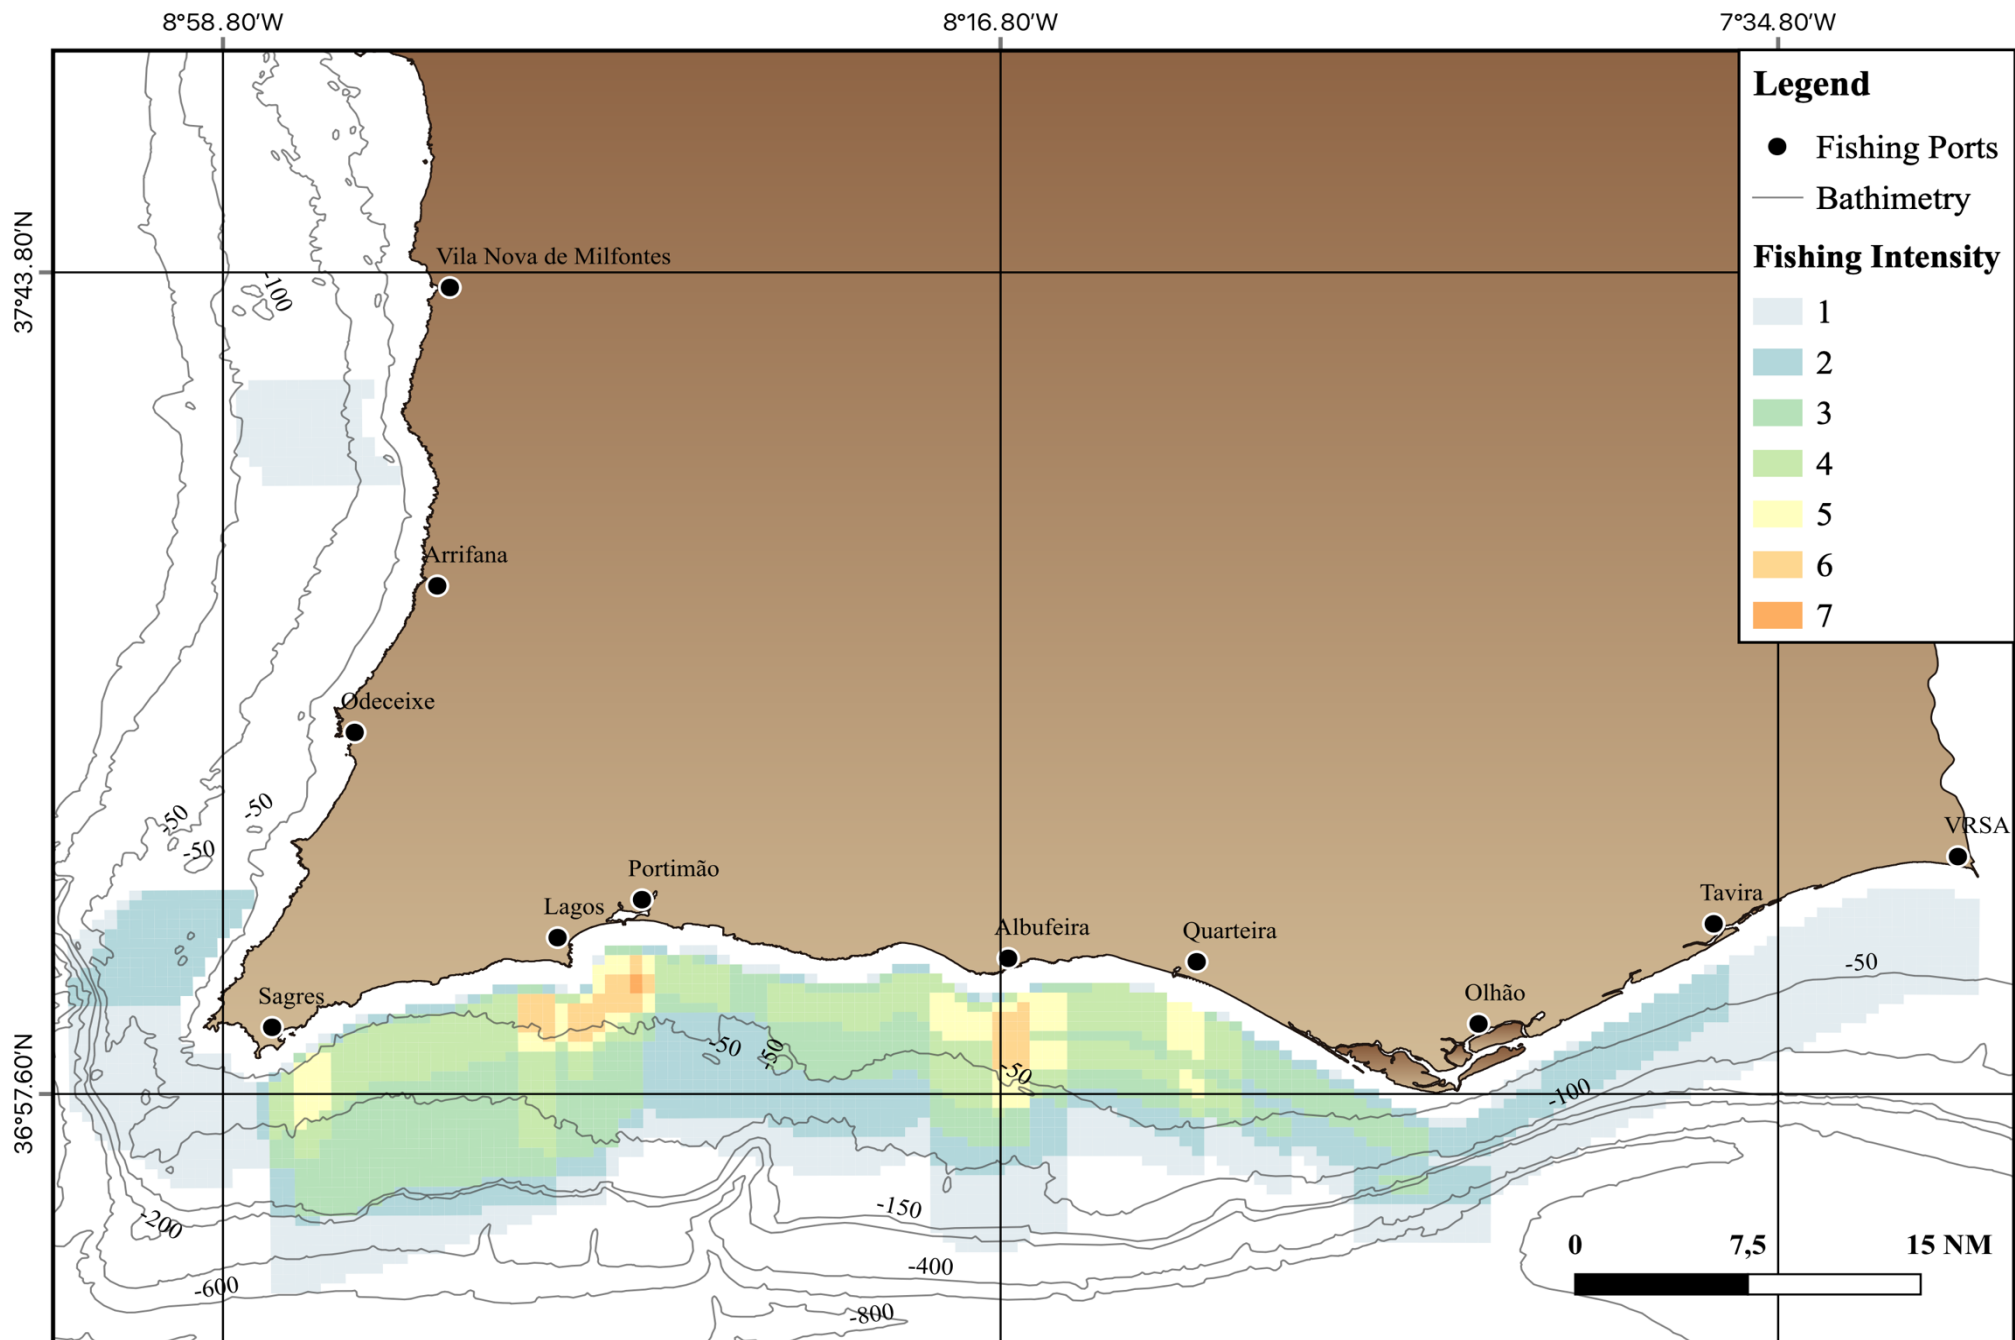 8°58.80′W 8°16.80′W 7°34.80′W
Legend
Fishing Ports
Bathimetry
Fishing Intensity
1
2
3
4
5
6
7
37°43.80′N
Vila Nova de Milfontes
-100
Arrifana
Odeceixe
-50
-50
-50
VRSA
Portimão
Tavira
Lagos
Albufeira
Quarteira
-50
Sagres
Olhão
-50
-50
-50
36°57.60′N
-100
-150
-200
-400
-600
-800
0 7,5 15 NM